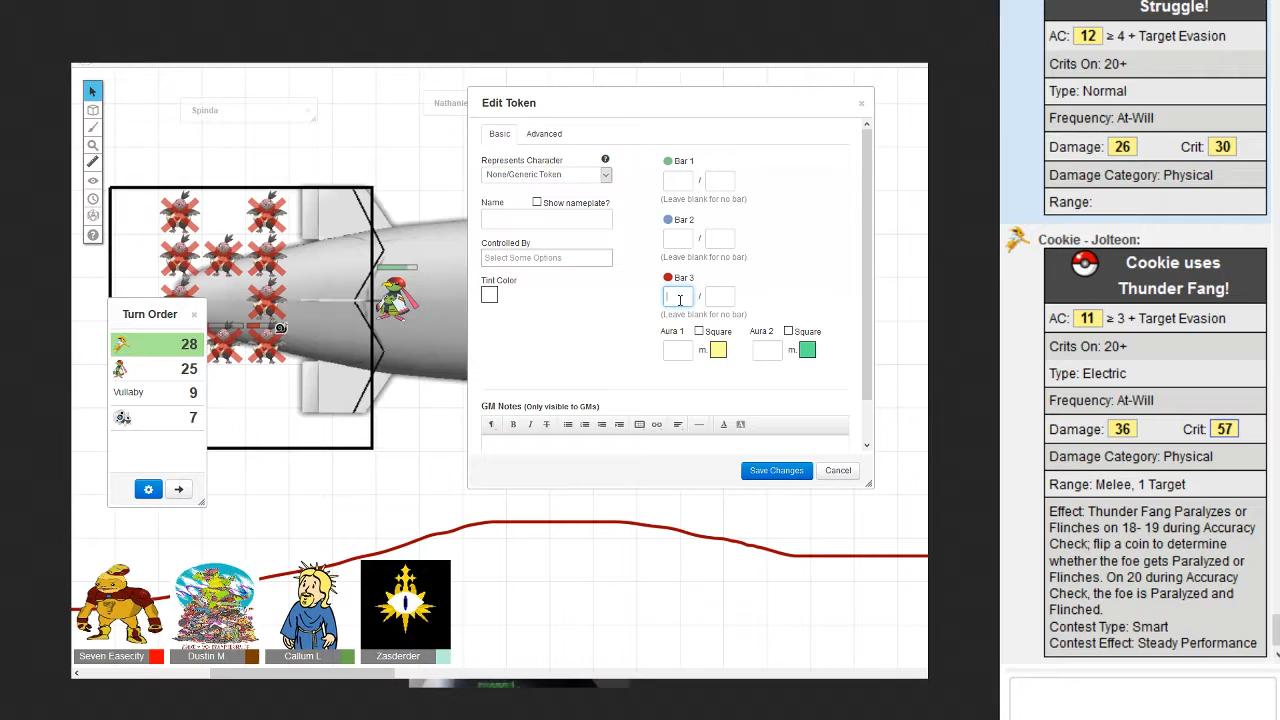 Spinda
Nathanie
Turn Order
28
25
Vullaby
9
7
Edit Token
Basic
Advanced
Represents Character
None/Generic Token
Name
Show nameplate?
Controlled By
Select Some Options
Tint Color
Bar 1
/
(Leave blank for no bar)
Bar 2
/
(Leave blank for no bar)
Bar 3
/
(Leave blank for no bar)
Aura 1
Square
Aura 2
Square
m.
m.
GM Notes (Only visible to GMs)
Save Changes
Cancel
Seven Easecity
Dustin M
Callum L
Zasderder
Struggle!
AC: 12 ≥ 4 + Target Evasion
Crits On: 20+
Type: Normal
Frequency: At-Will
Damage: 26 Crit: 30
Damage Category: Physical
Range:
Cookie - Jolteon:
Cookie uses
Thunder Fang!
AC: 11 ≥ 3 + Target Evasion
Crits On: 20+
Type: Electric
Frequency: At-Will
Damage: 36 Crit: 57
Damage Category: Physical
Range: Melee, 1 Target
Effect: Thunder Fang Paralyzes or
Flinches on 18- 19 during Accuracy
Check; flip a coin to determine
whether the foe gets Paralyzed or
Flinches. On 20 during Accuracy
Check, the foe is Paralyzed and
Flinched.
Contest Type: Smart
Contest Effect: Steady Performance